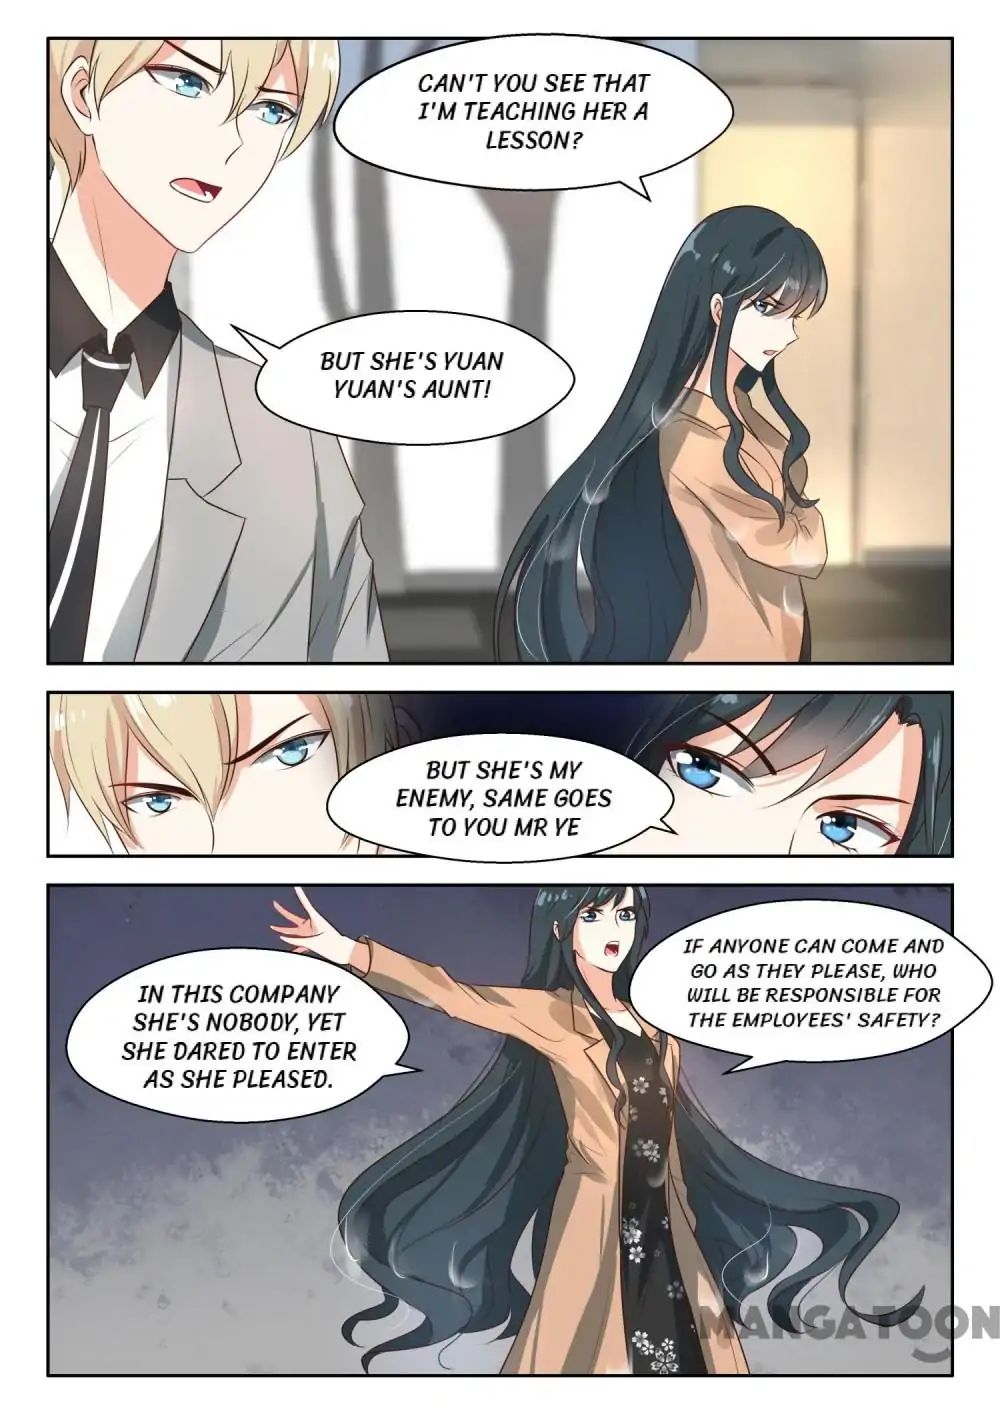 CAN'T YOU SEE THAT
I'M TEACHING HER A
LESSON?
BUT SHE'S YUAN
YUAN'S AUNT!
BUT SHE'S MY
ENEMY, SAME GOES
TO YOU MR YE
IN THIS COMPANY
SHE'S NOBODY, YET
SHE DARED TO ENTER
AS SHE PLEASED.
IF ANYONE CAN COME AND
GO AS THEY PLEASE, WHO
WILL BE RESPONSIBLE FOR
THE EMPLOYEES' SAFETY?
MANGATOON